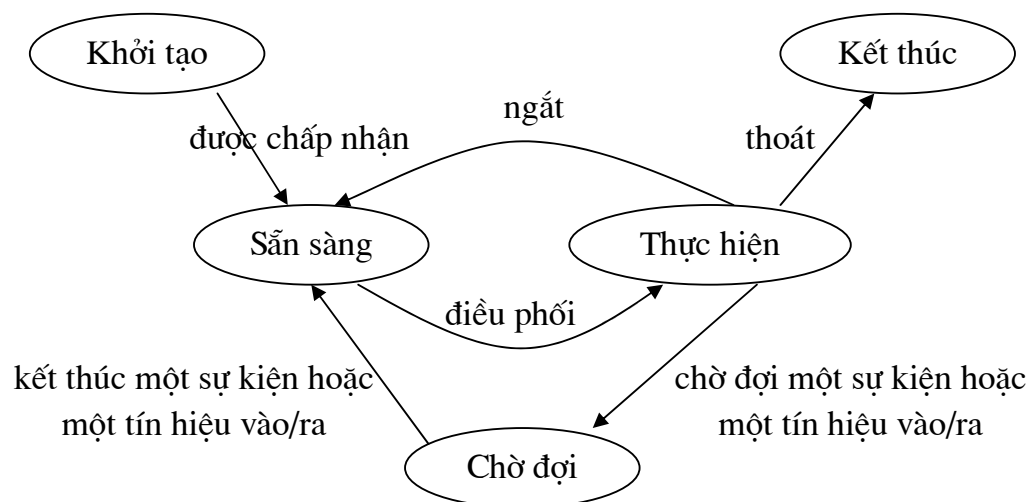 Khởi tạo
Kết thúc
ngắt
được chấp nhận
thoát
Sẵn sàng
Thực hiện
điều phối
kết thúc một sự kiện hoặc
một tín hiệu vào/ra
chờ đợi một sự kiện hoặc
một tín hiệu vào/ra
Chờ đợi